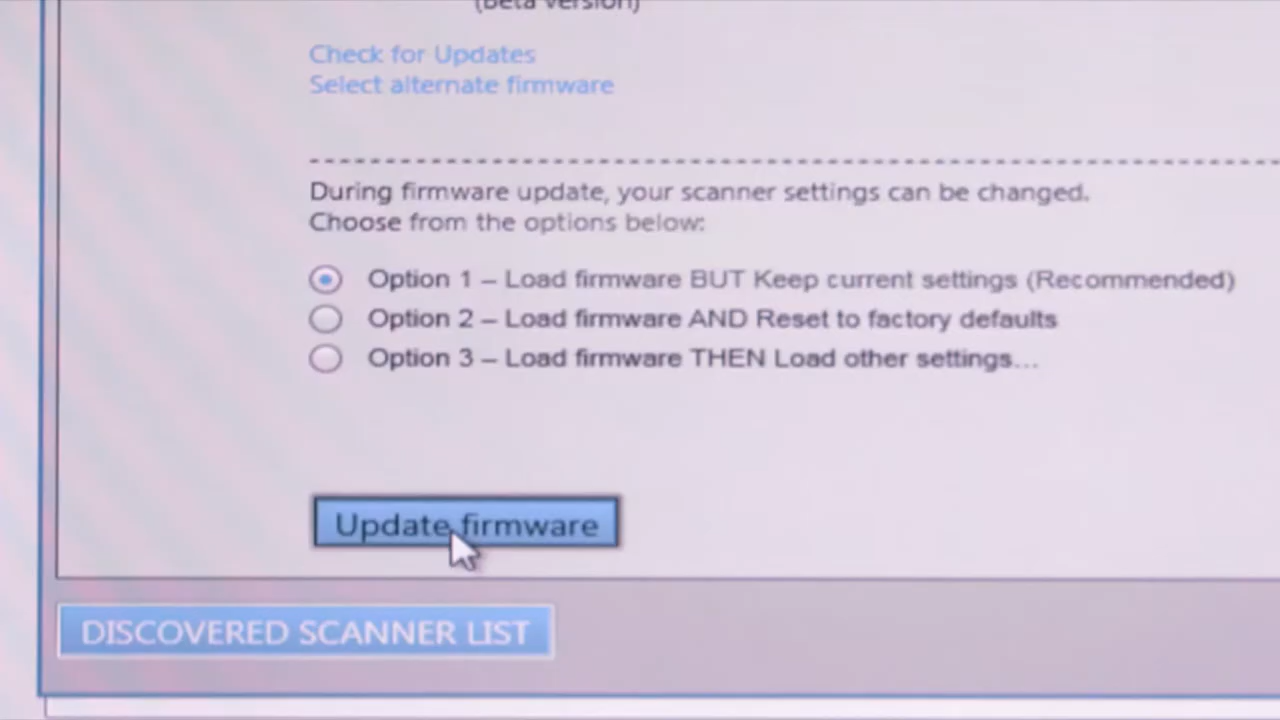 (Beta version)
Check for Updates
Select alternate firmware
During firmware update, your scanner settings can be changed.
Choose from the options below:
Option 1 – Load firmware BUT Keep current settings (Recommended)
Option 2 – Load firmware AND Reset to factory defaults
Option 3 – Load firmware THEN Load other settings...
Update firmware
DISCOVERED SCANNER LIST